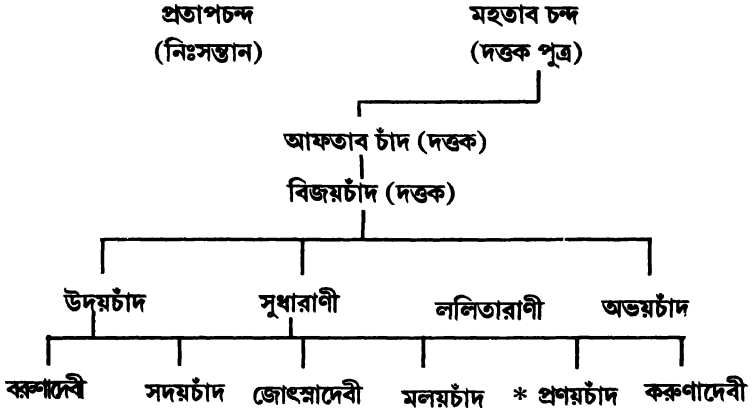 প্রতাপচন্দ মহতাব চন্দ
(নিঃসন্তান) (দত্তক পুত্র)
আফতাব চাঁদ (দত্তক)
বিজয়চাঁদ (দত্তক)
উদয়চাঁদ সুধারাণী ললিতারাণী অভয়চাঁদ
বরুণাদেবী সদয়চাঁদ জোৎস্নাদেবী মলয়চাঁদ * প্রণয়চাঁদ করুণাদেবী